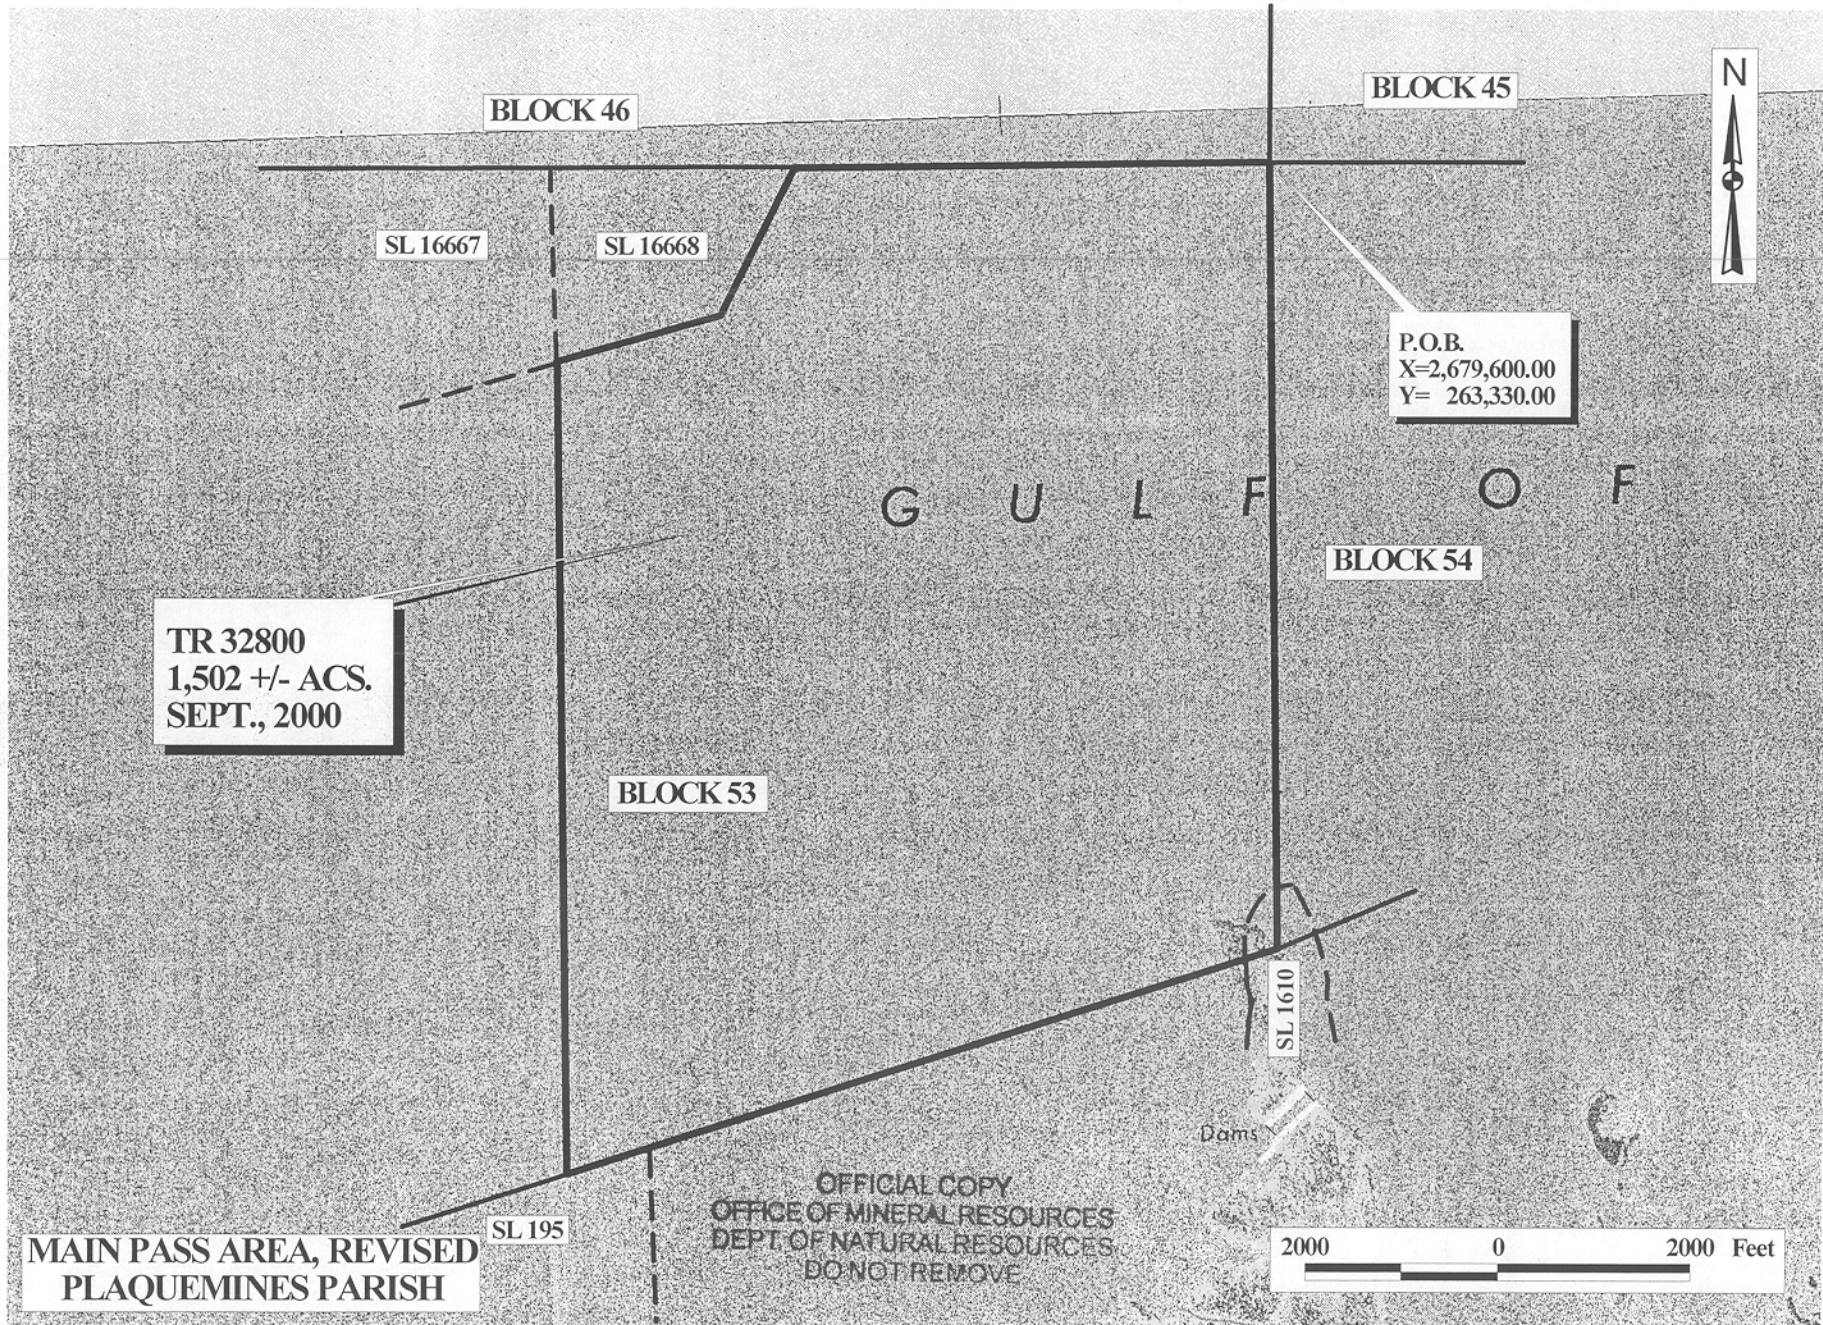 BLOCK 46
BLOCK 45
N
SL 16667
SL 16668
P.O.B.
X=2,679,600.00
Y= 263,330.00
G U L F O F
BLOCK 54
TR 32800
1,502 +/- ACS.
SEPT., 2000
BLOCK 53
SL 1610
Dams
OFFICIAL COPY
OFFICE OF MINERAL RESOURCES
DEPT. OF NATURAL RESOURCES
DO NOT REMOVE
SL 195
MAIN PASS AREA, REVISED
PLAQUEMINES PARISH
2000 0 2000 Feet